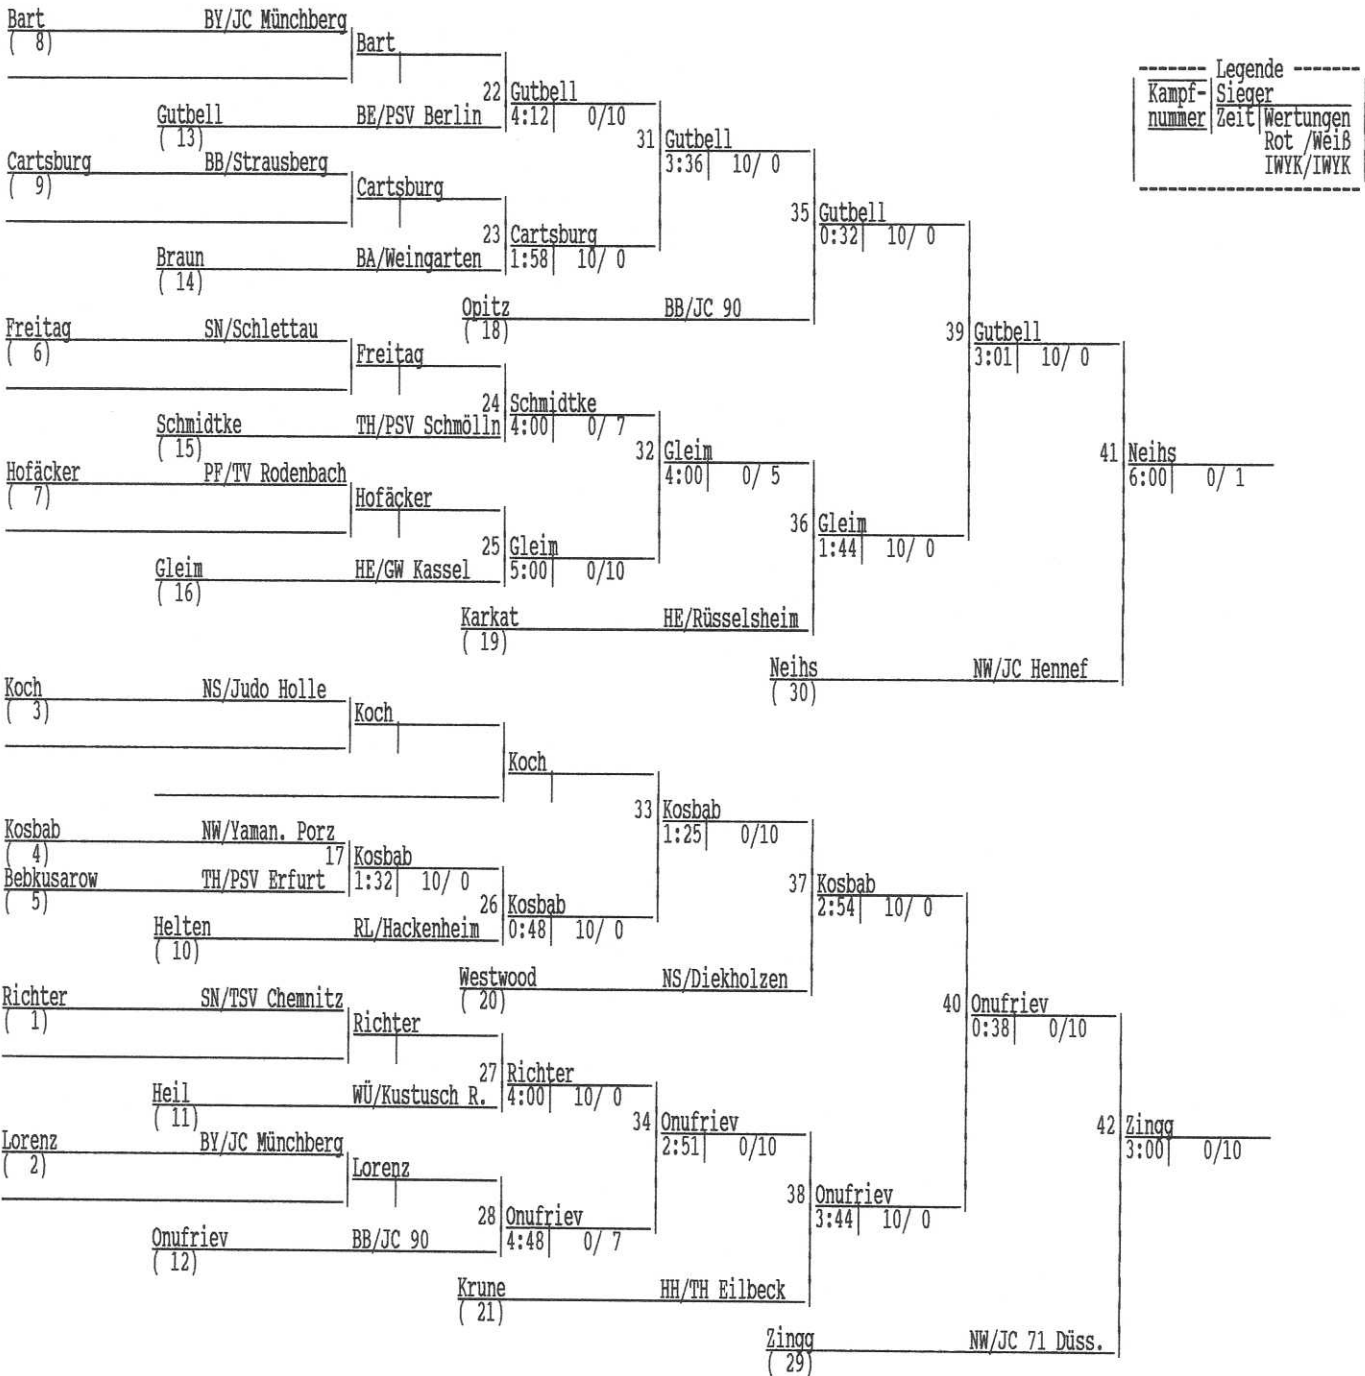 Bart BY/JC Münchberg
( 8)
Bart
------- Legende -------
Kampf- Sieger
nummer Zeit Wertungen
Rot /Weiß
IWYK/IWYK
22 Gutbell
4:12 0/10
Gutbell BE/PSV Berlin
( 13)
31 Gutbell
3:36 10/ 0
Cartsburg BB/Strausberg
( 9)
Cartsburg
35 Gutbell
0:32 10/ 0
23 Cartsburg
1:58 10/ 0
Braun BA/Weingarten
( 14)
Opitz BB/JC 90
( 18)
Freitag SN/Schlettau
( 6)
Freitag
39 Gutbell
3:01 10/ 0
24 Schmidtke
4:00 0/ 7
Schmidtke TH/PSV Schmölln
( 15)
32 Gleim
4:00 0/ 5
41 Neihs
6:00 0/ 1
Hofäcker PF/TV Rodenbach
( 7)
Hofäcker
36 Gleim
1:44 10/ 0
25 Gleim
5:00 0/10
Gleim HE/GW Kassel
( 16)
Karkat HE/Rüsselsheim
( 19)
Neihs NW/JC Hennef
( 30)
Koch NS/Judo Holle
( 3)
Koch
Koch
33 Kosbab
1:25 0/10
Kosbab NW/Yaman. Porz
( 4)
17 Kosbab
1:32 10/ 0
Bebkusarow TH/PSV Erfurt
( 5)
37 Kosbab
2:54 10/ 0
26 Kosbab
0:48 10/ 0
Helten RL/Hackenheim
( 10)
Westwood NS/Diekholzen
( 20)
Richter SN/TSV Chemnitz
( 1)
Richter
40 Onufriev
0:38 0/10
27 Richter
4:00 10/ 0
Heil WÜ/Kustusch R.
( 11)
34 Onufriev
2:51 0/10
42 Zingg
3:00 0/10
Lorenz BY/JC Münchberg
( 2)
Lorenz
38 Onufriev
3:44 10/ 0
28 Onufriev
4:48 0/ 7
Onufriev BB/JC 90
( 12)
Krune HH/TH Eilbeck
( 21)
Zingg NW/JC 71 Düss.
( 29)